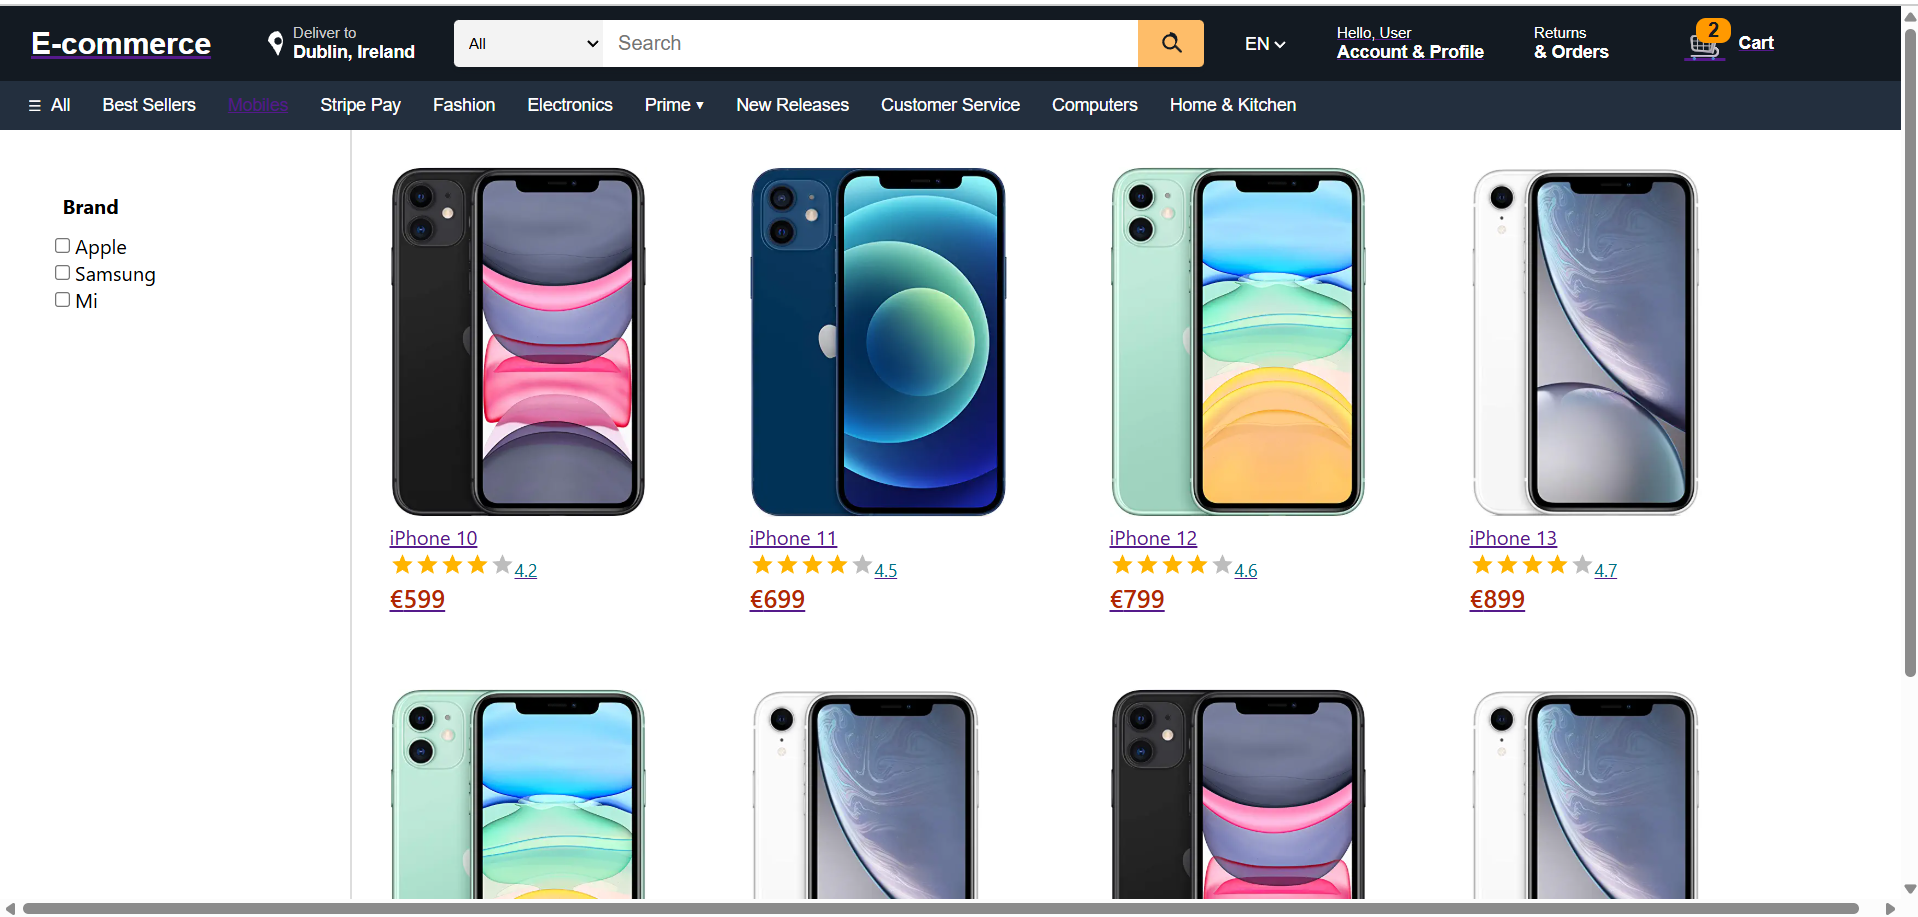 E-commerce
Deliver to
Dublin, Ireland
All
Search
EN
Hello, User
Account & Profile
Returns
& Orders
2
Cart
☰ All
Best Sellers
Mobiles
Stripe Pay
Fashion
Electronics
Prime ▾
New Releases
Customer Service
Computers
Home & Kitchen
Brand
Apple
Samsung
Mi
iPhone 10
4.2
€599
iPhone 11
4.5
€699
iPhone 12
4.6
€799
iPhone 13
4.7
€899